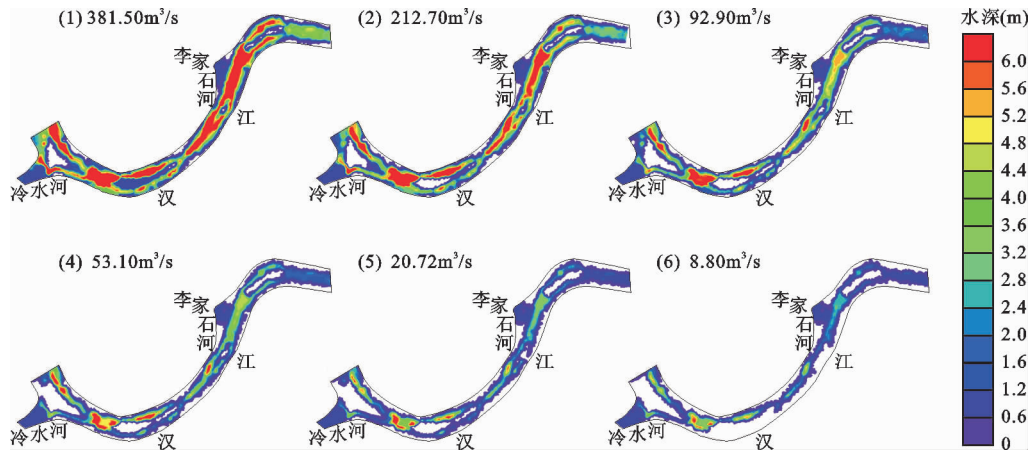 (1) 381.50m³/s
(2) 212.70m³/s
(3) 92.90m³/s
水深(m)
李家石河
江
汉
冷水河
李家石河
江
汉
冷水河
李家石河
江
汉
冷水河
6.0
5.6
5.2
4.8
4.4
4.0
3.6
3.2
2.8
2.4
2.0
1.6
1.2
0.6
0
(4) 53.10m³/s
(5) 20.72m³/s
(6) 8.80m³/s
李家石河
江
汉
冷水河
李家石河
江
汉
冷水河
李家石河
江
汉
冷水河